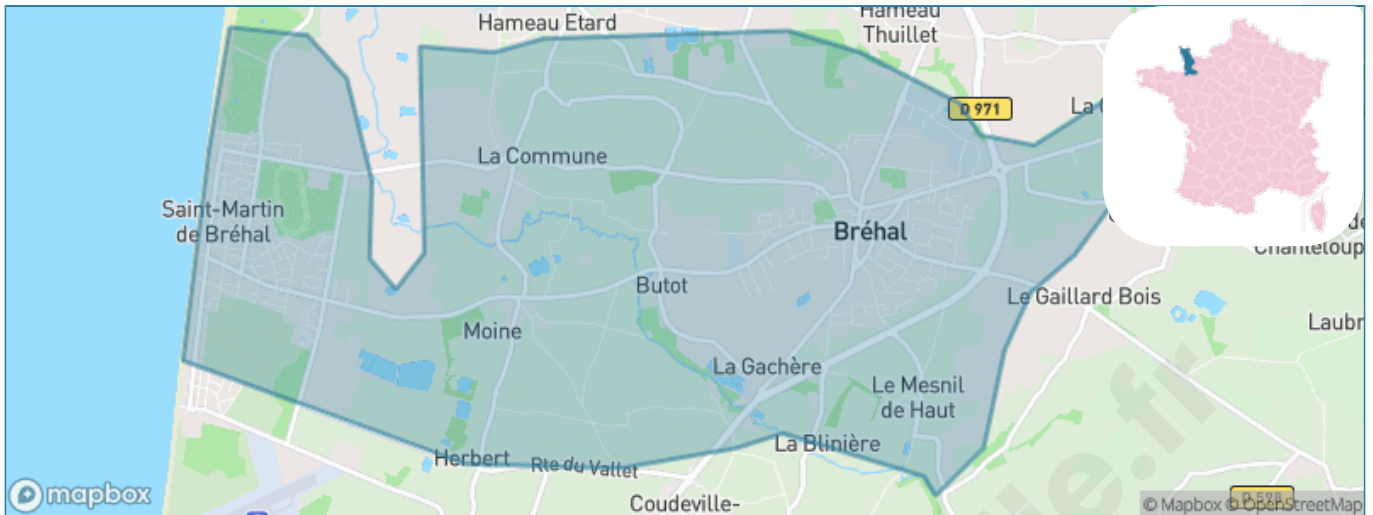 Hameau Etard
Hameau
Thuillet
D 971
La Commune
Saint-Martin
de Bréhal
Bréhal
Chanteloup
Butot
Le Gaillard Bois
Moine
Laubr
La Gachère
Le Mesnil
de Haut
La Blinière
Herbert
Rte du Vallet
Coudeville-
D 598
mapbox
© Mapbox © OpenStreetMap